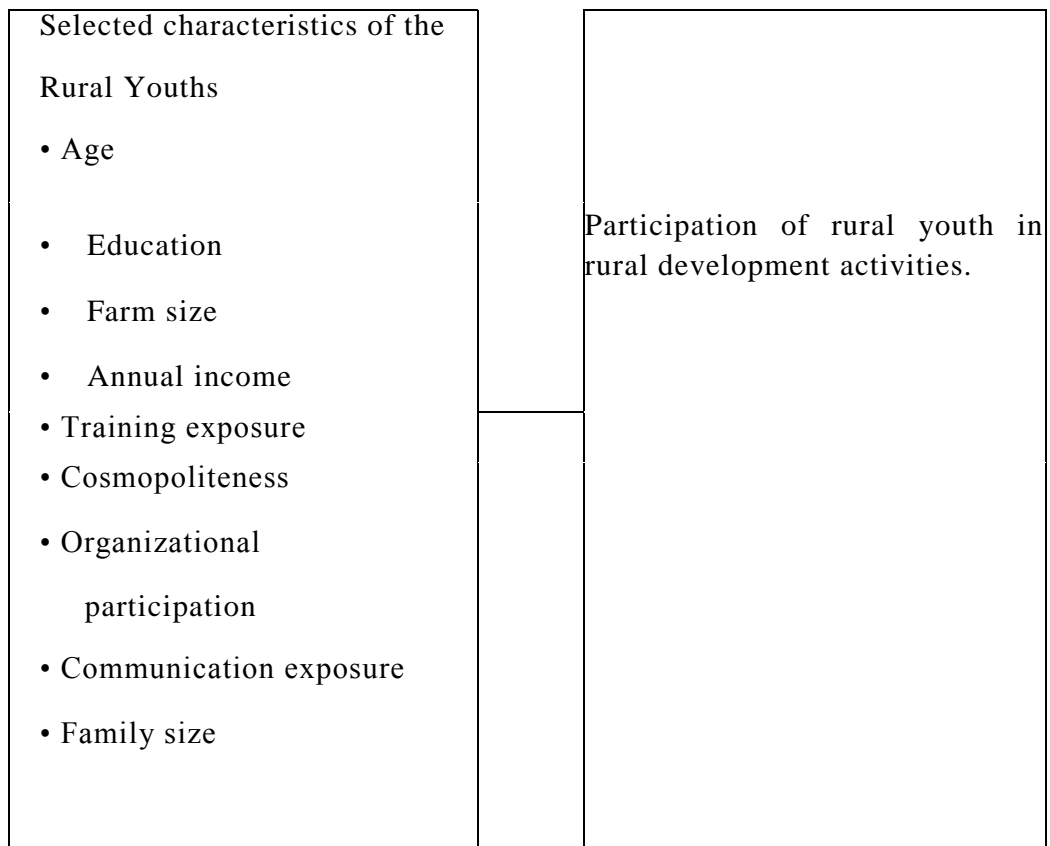 Selected characteristics of the
Rural Youths
• Age
• Education
• Farm size
• Annual income
• Training exposure
• Cosmopoliteness
• Organizational
participation
• Communication exposure
• Family size
Participation of rural youth in
rural development activities.